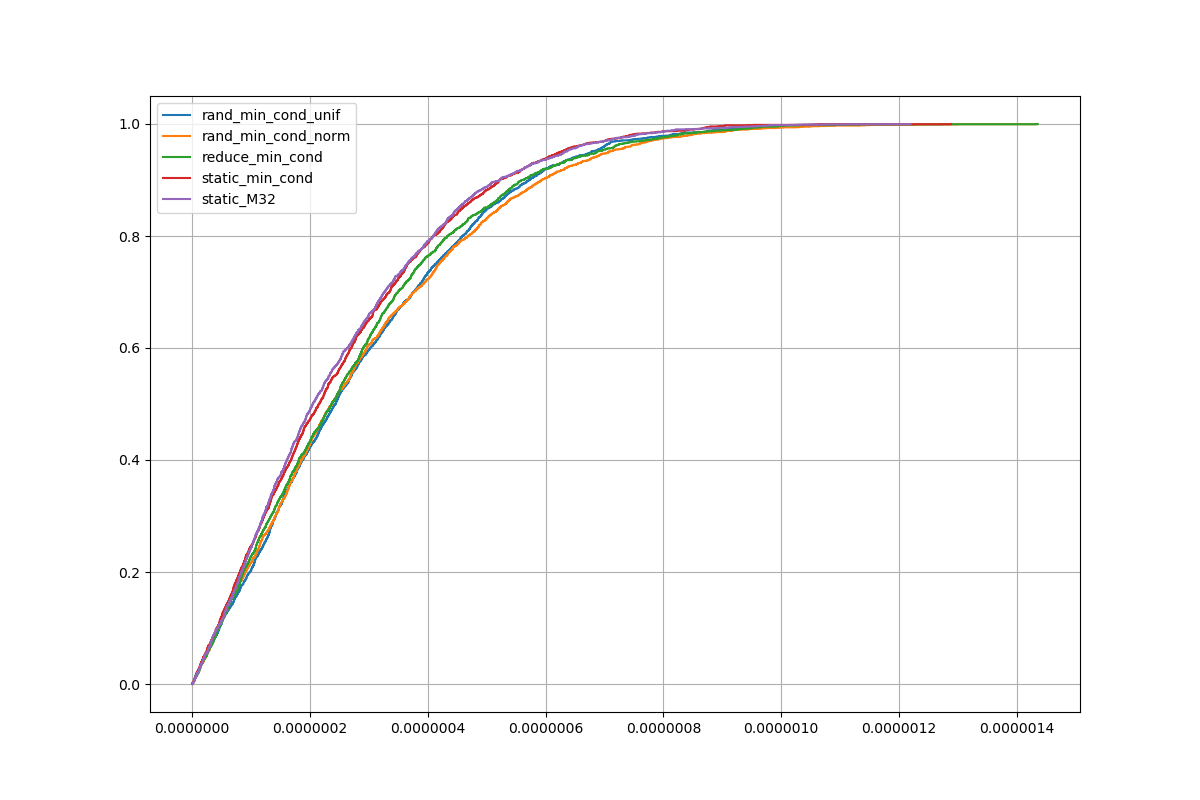 rand_min_cond_unif
rand_min_cond_norm
reduce_min_cond
static_min_cond
static_M32
1.0
0.8
0.6
0.4
0.2
0.0
0.0000000 0.0000002 0.0000004 0.0000006 0.0000008 0.0000010 0.0000012 0.0000014